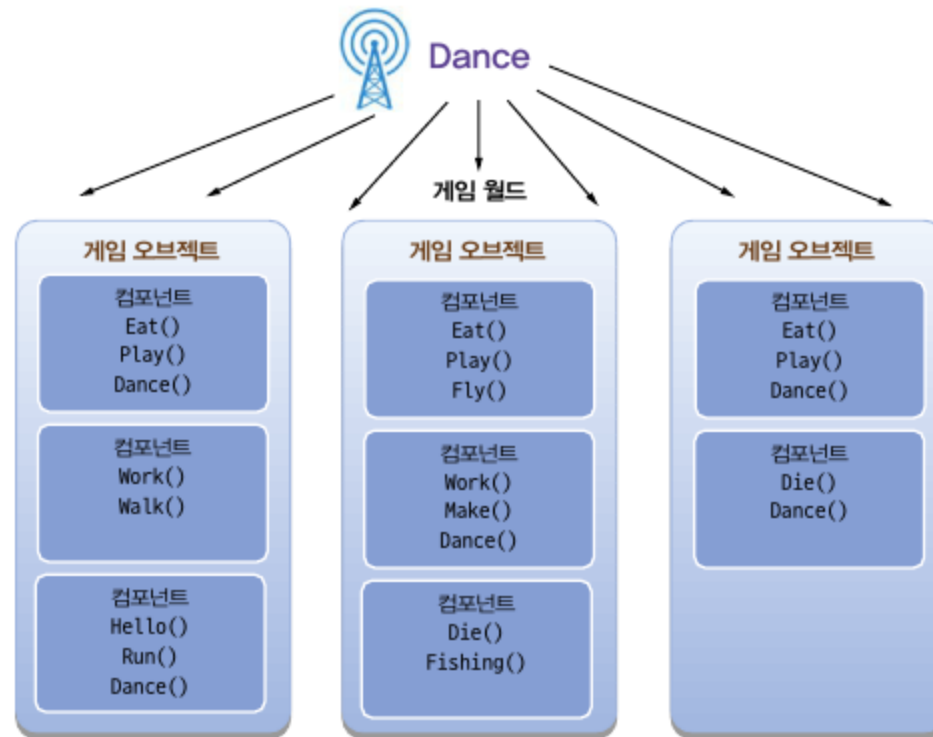 Dance
게임 월드
게임 오브젝트
컴포넌트
Eat()
Play()
Dance()
컴포넌트
Work()
Walk()
컴포넌트
Hello()
Run()
Dance()
게임 오브젝트
컴포넌트
Eat()
Play()
Fly()
컴포넌트
Work()
Make()
Dance()
컴포넌트
Die()
Fishing()
게임 오브젝트
컴포넌트
Eat()
Play()
Dance()
컴포넌트
Die()
Dance()